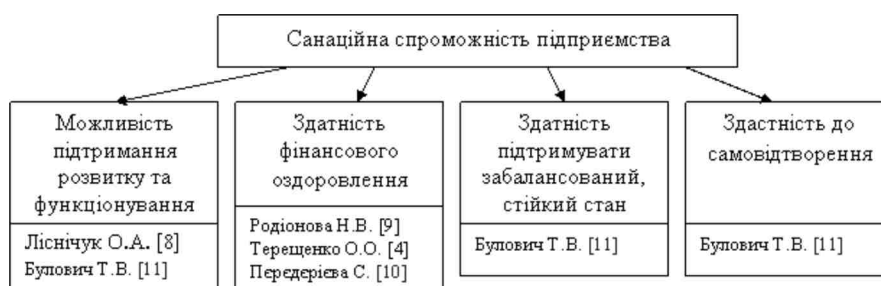 Санаційна спроможність підприємства
Можливість
підтримання
розвитку та
функціонування
Ліснічук О.А. [8]
Булович Т.В. [11]
Здатність
фінансового
оздоровлення
Родіонова Н.В. [9]
Терещенко О.О. [4]
Пєрєдєрієва С. [10]
Здатність
підтримувати
забалансований,
стійкий стан
Булович Т.В. [11]
Здастність до
самовідтворення
Булович Т.В. [11]